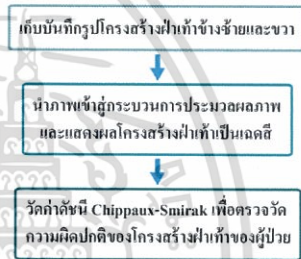 เก็บบันทึกรูปโครงสร้างฝ่าเท้าข้างซ้ายและขวา
นำภาพเข้าสู่กระบวนการประมวลผลภาพ
และแสดงผลโครงสร้างฝ่าเท้าเป็นเฉดสี
วัดค่าดัชนี Chippaux-Smirak เพื่อตรวจวัด
ความผิดปกติของโครงสร้างฝ่าเท้าของผู้ป่วย